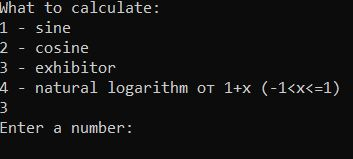 What to calculate:
1 - sine
2 - cosine
3 - exhibitor
4 - natural logarithm от 1+x (-1<x<=1)
3
Enter a number: